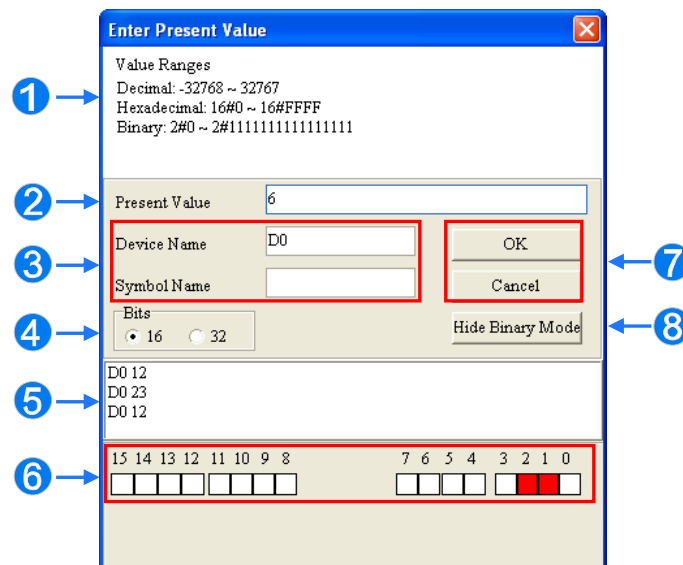 Enter Present Value
1
Value Ranges
Decimal: -32768 ~ 32767
Hexadecimal: 16#0 ~ 16#FFFF
Binary: 2#0 ~ 2#1111111111111111
2
Present Value 6
3
Device Name D0 OK
7
Symbol Name Cancel
Bits
4
16 32 Hide Binary Mode 8
D0 12
5
D0 23
D0 12
6
15 14 13 12 11 10 9 8 7 6 5 4 3 2 1 0